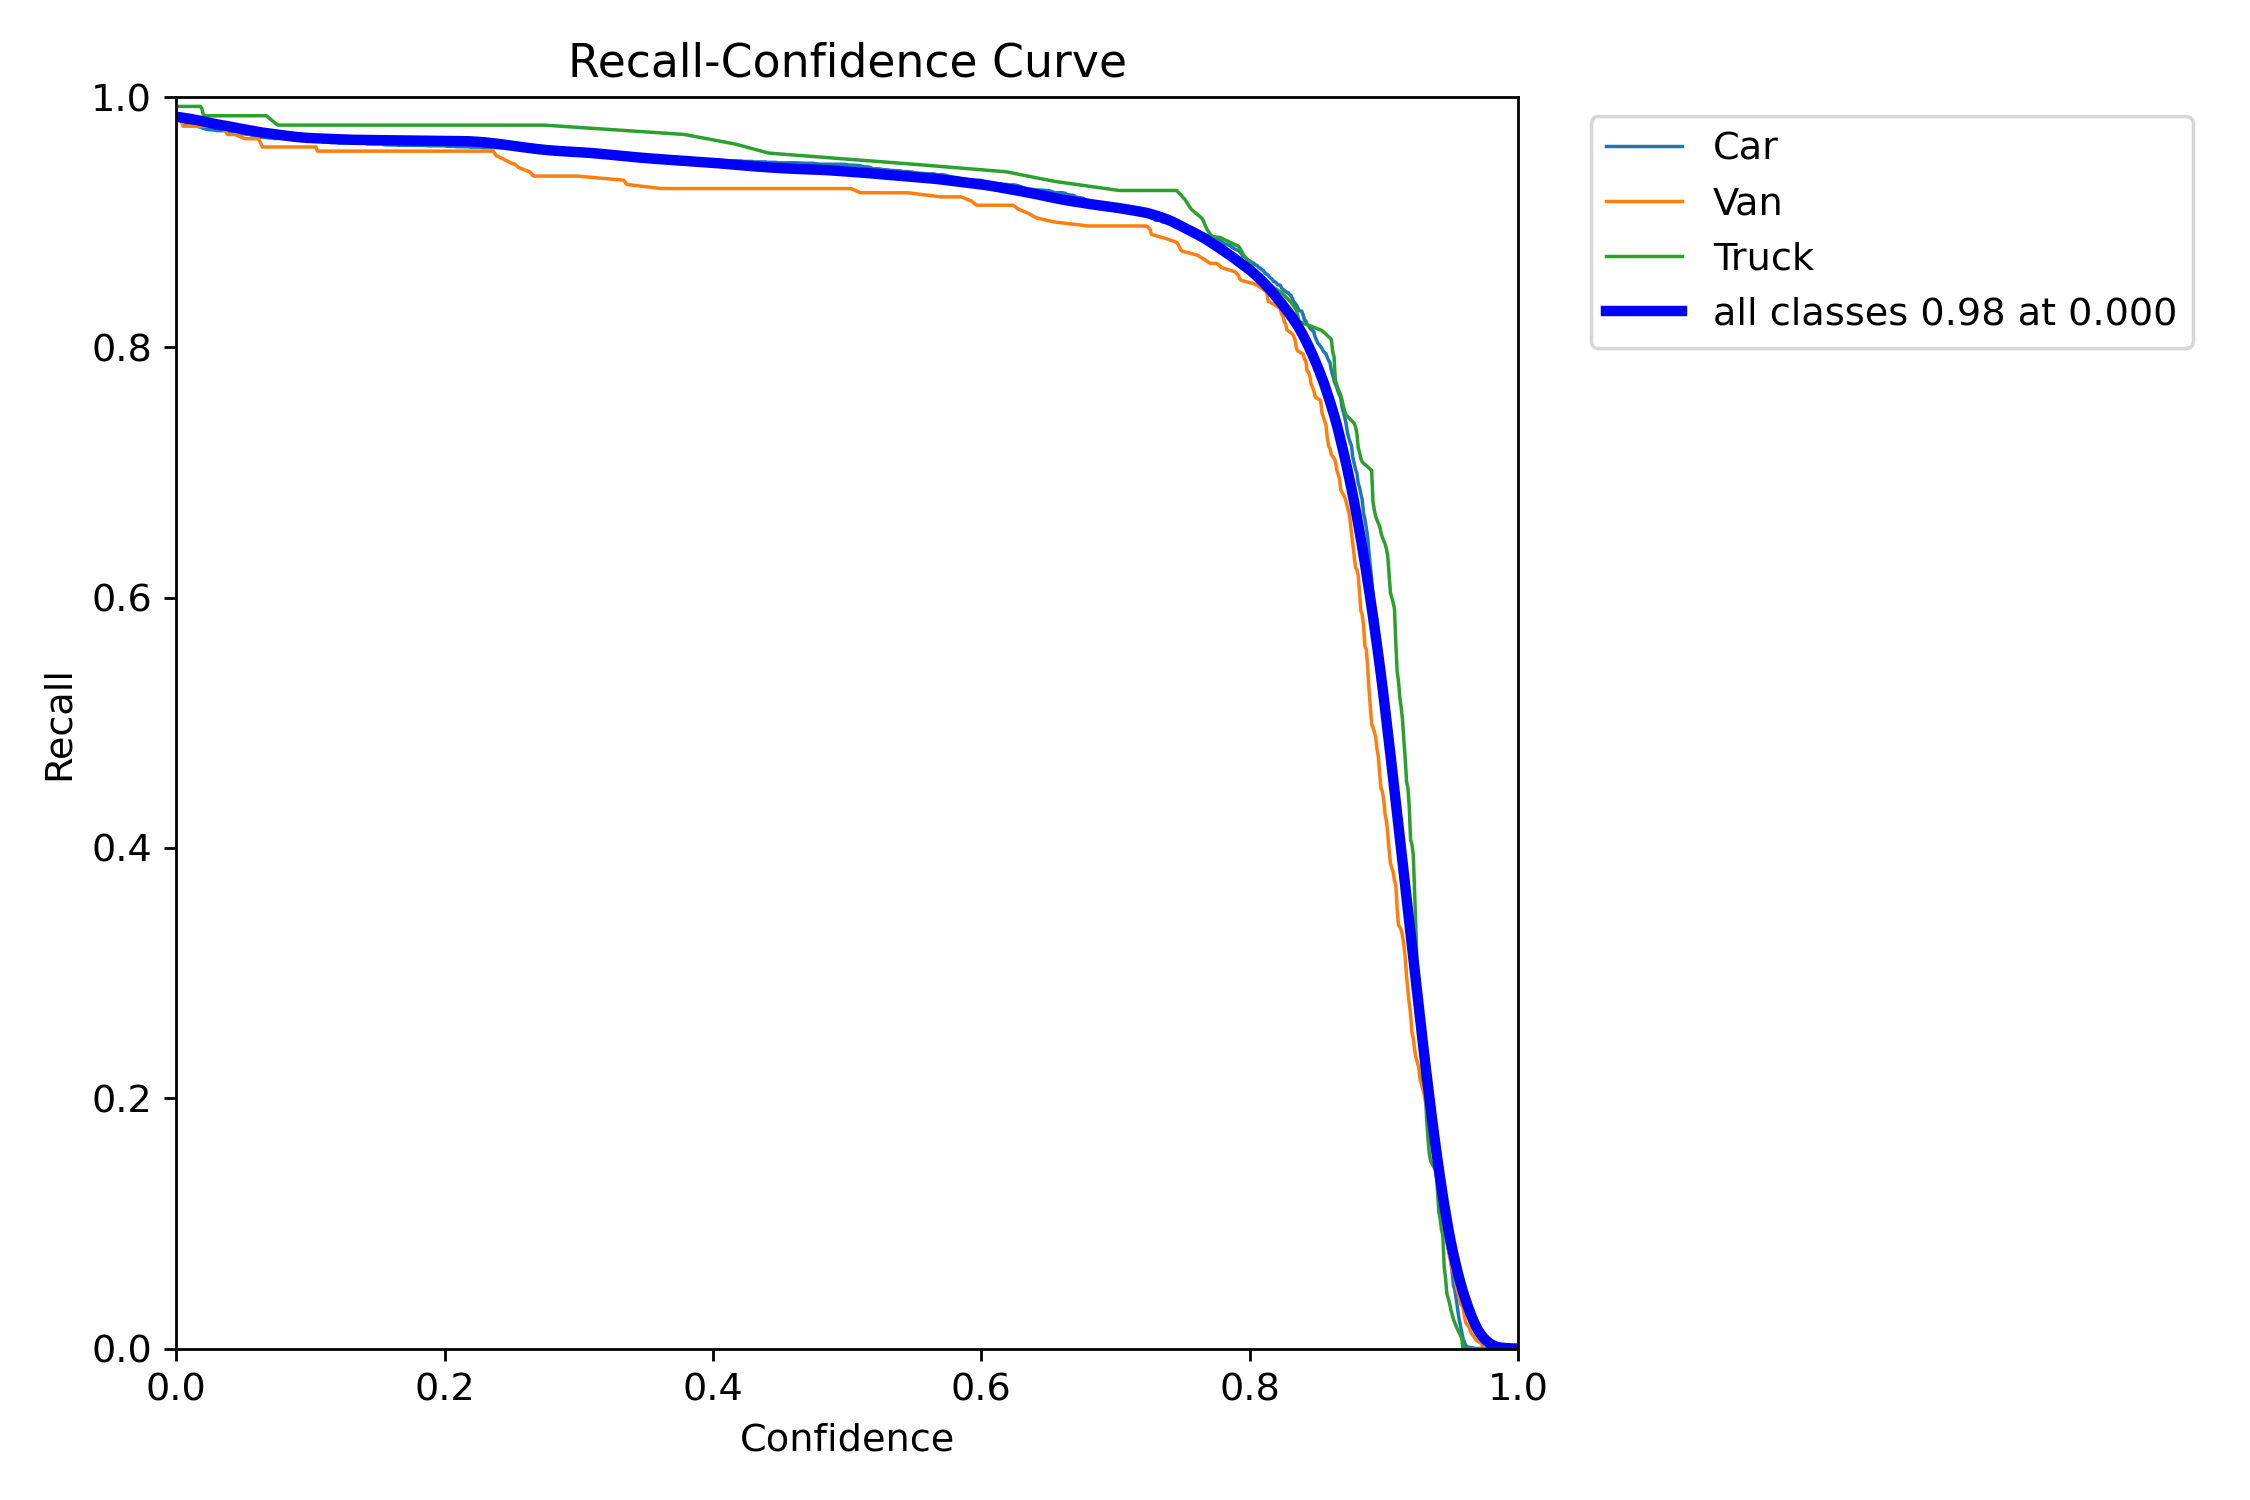 Recall-Confidence Curve
1.0
0.8
0.6
0.4
0.2
0.0
Recall
0.0 0.2 0.4 0.6 0.8 1.0
Confidence
Car
Van
Truck
all classes 0.98 at 0.000